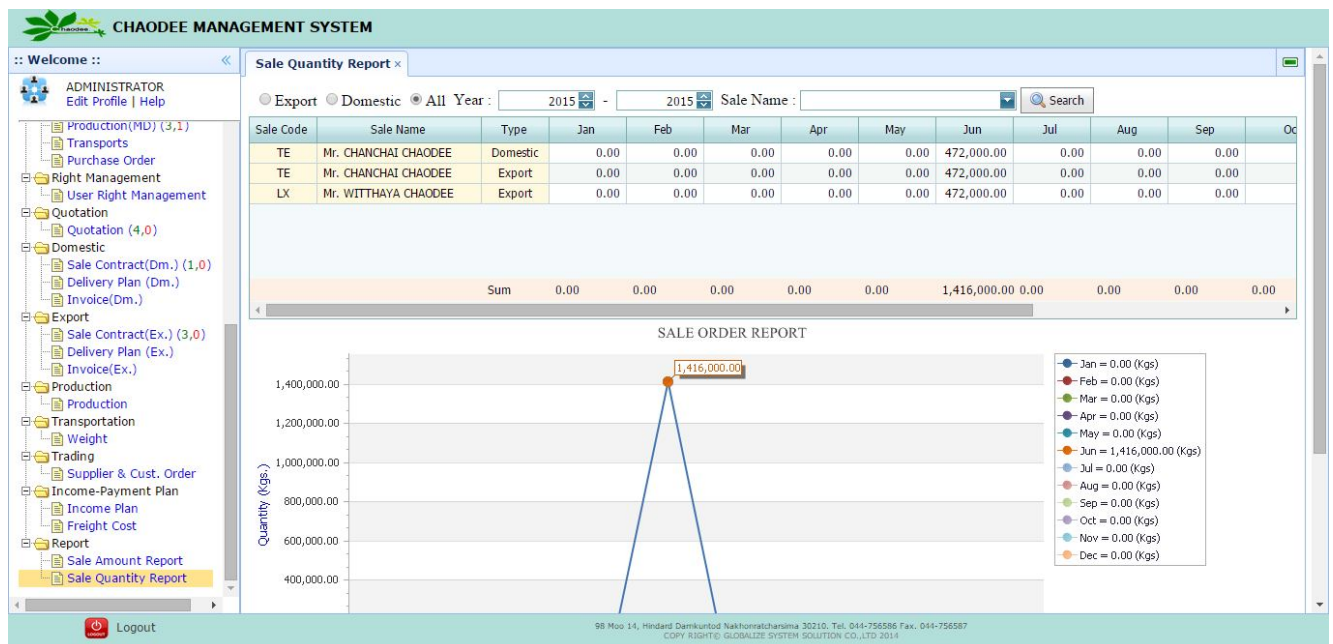 Chaodee. CHAODEE MANAGEMENT SYSTEM
:: Welcome ::
ADMINISTRATOR
Edit Profile | Help
Production(MD) (3,1)
Transports
Purchase Order
Right Management
User Right Management
Quotation
Quotation (4,0)
Domestic
Sale Contract(Dm.) (1,0)
Delivery Plan (Dm.)
Invoice(Dm.)
Export
Sale Contract(Ex.) (3,0)
Delivery Plan (Ex.)
Invoice(Ex.)
Production
Production
Transportation
Weight
Trading
Supplier & Cust. Order
Income-Payment Plan
Income Plan
Freight Cost
Report
Sale Amount Report
Sale Quantity Report
Logout
Sale Quantity Report ×
Export Domestic All Year : 2015 - 2015 Sale Name : Search
Sale Code Sale Name Type Jan Feb Mar Apr May Jun Jul Aug Sep Oc
TE Mr. CHANCHAI CHAODEE Domestic 0.00 0.00 0.00 0.00 0.00 472,000.00 0.00 0.00 0.00
TE Mr. CHANCHAI CHAODEE Export 0.00 0.00 0.00 0.00 0.00 472,000.00 0.00 0.00 0.00
LX Mr. WITTHAYA CHAODEE Export 0.00 0.00 0.00 0.00 0.00 472,000.00 0.00 0.00 0.00
Sum 0.00 0.00 0.00 0.00 0.00 1,416,000.00 0.00 0.00 0.00 0.00
SALE ORDER REPORT
1,416,000.00
1,400,000.00
1,200,000.00
1,000,000.00
800,000.00
600,000.00
400,000.00
Quantity (Kgs.)
Jan = 0.00 (Kgs)
Feb = 0.00 (Kgs)
Mar = 0.00 (Kgs)
Apr = 0.00 (Kgs)
May = 0.00 (Kgs)
Jun = 1,416,000.00 (Kgs)
Jul = 0.00 (Kgs)
Aug = 0.00 (Kgs)
Sep = 0.00 (Kgs)
Oct = 0.00 (Kgs)
Nov = 0.00 (Kgs)
Dec = 0.00 (Kgs)
98 Moo 14, Hindard Damkuntod Nakhonratcharsima 30210. Tel. 044-756586 Fax. 044-756587
COPY RIGHT© GLOBALIZE SYSTEM SOLUTION CO.,LTD 2014